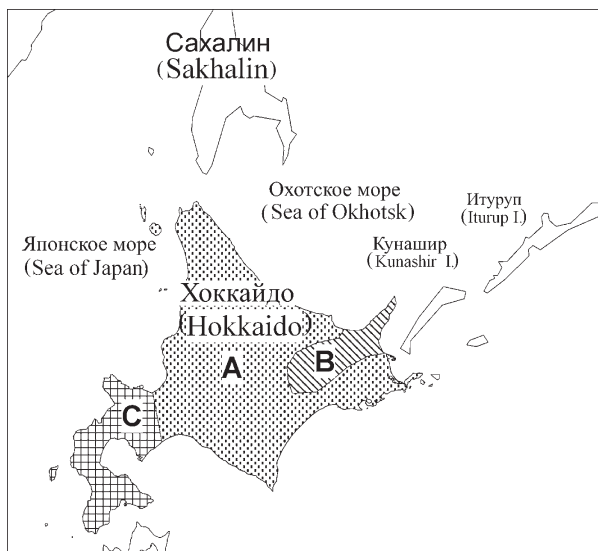 Сахалин
(Sakhalin)
Охотское море
(Sea of Okhotsk)
Итуруп
(Iturup I.)
Японское море
(Sea of Japan)
Кунашир
(Kunashir I.)
Хоккайдо
(Hokkaido)
A
B
C